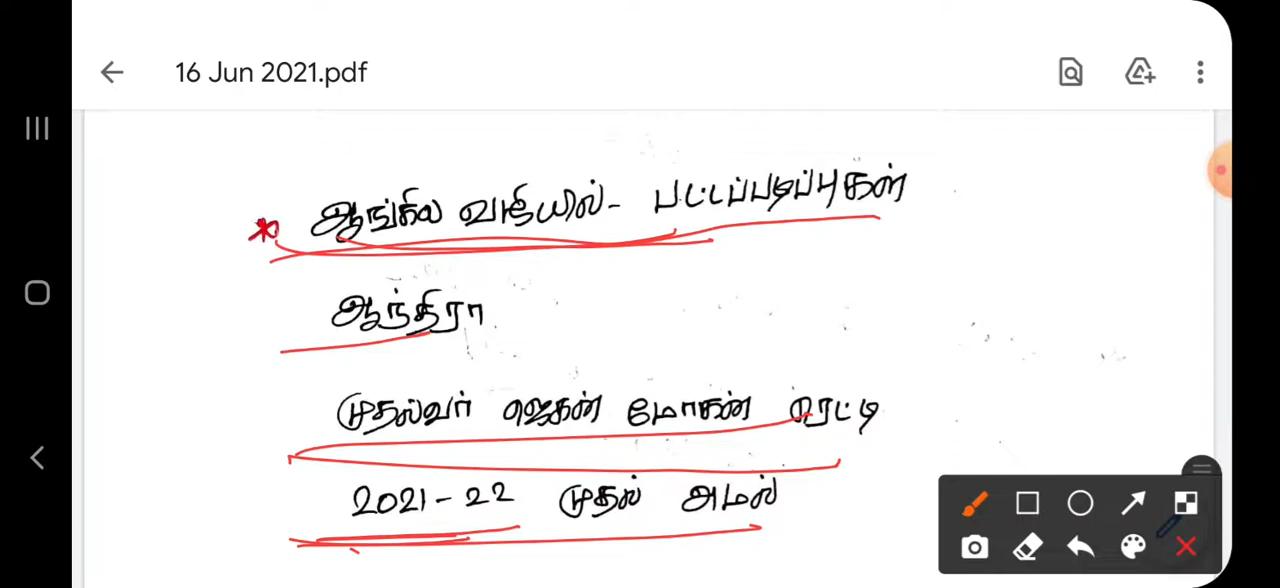 16 Jun 2021.pdf
* ஆங்கில வழியில் - பட்டப்படிப்புகள்
ஆந்திரா
முதல்வர் ஜெகன் மோகன் ரெட்டி
2021-22 முதல் அமல்